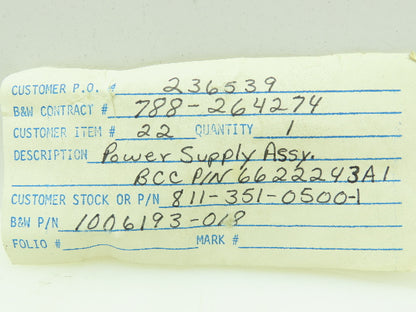 CUSTOMER P.O. # 236539
B&W CONTRACT # 788-264274
CUSTOMER ITEM # 22 QUANTITY 1
DESCRIPTION Power Supply Assy.
BCC P/N 6622243A1
CUSTOMER STOCK OR P/N 811-351-0500-1
B&W P/N 1006193-018
FOLIO # MARK #